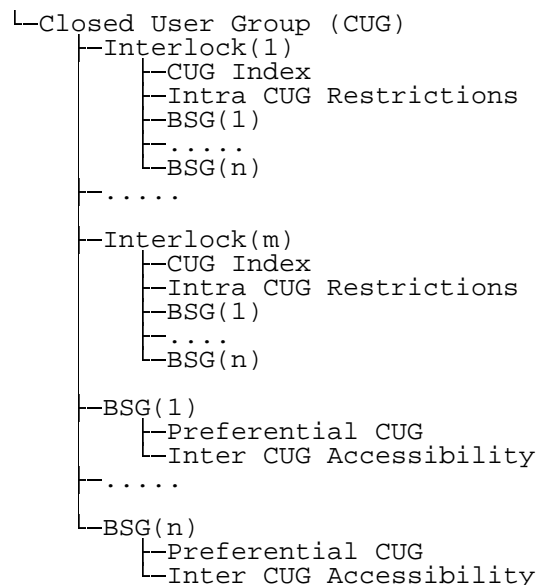 Closed User Group (CUG)
Interlock(1)
CUG Index
Intra CUG Restrictions
BSG(1)
.....
BSG(n)
.....
Interlock(m)
CUG Index
Intra CUG Restrictions
BSG(1)
....
BSG(n)
BSG(1)
Preferential CUG
Inter CUG Accessibility
.....
BSG(n)
Preferential CUG
Inter CUG Accessibility